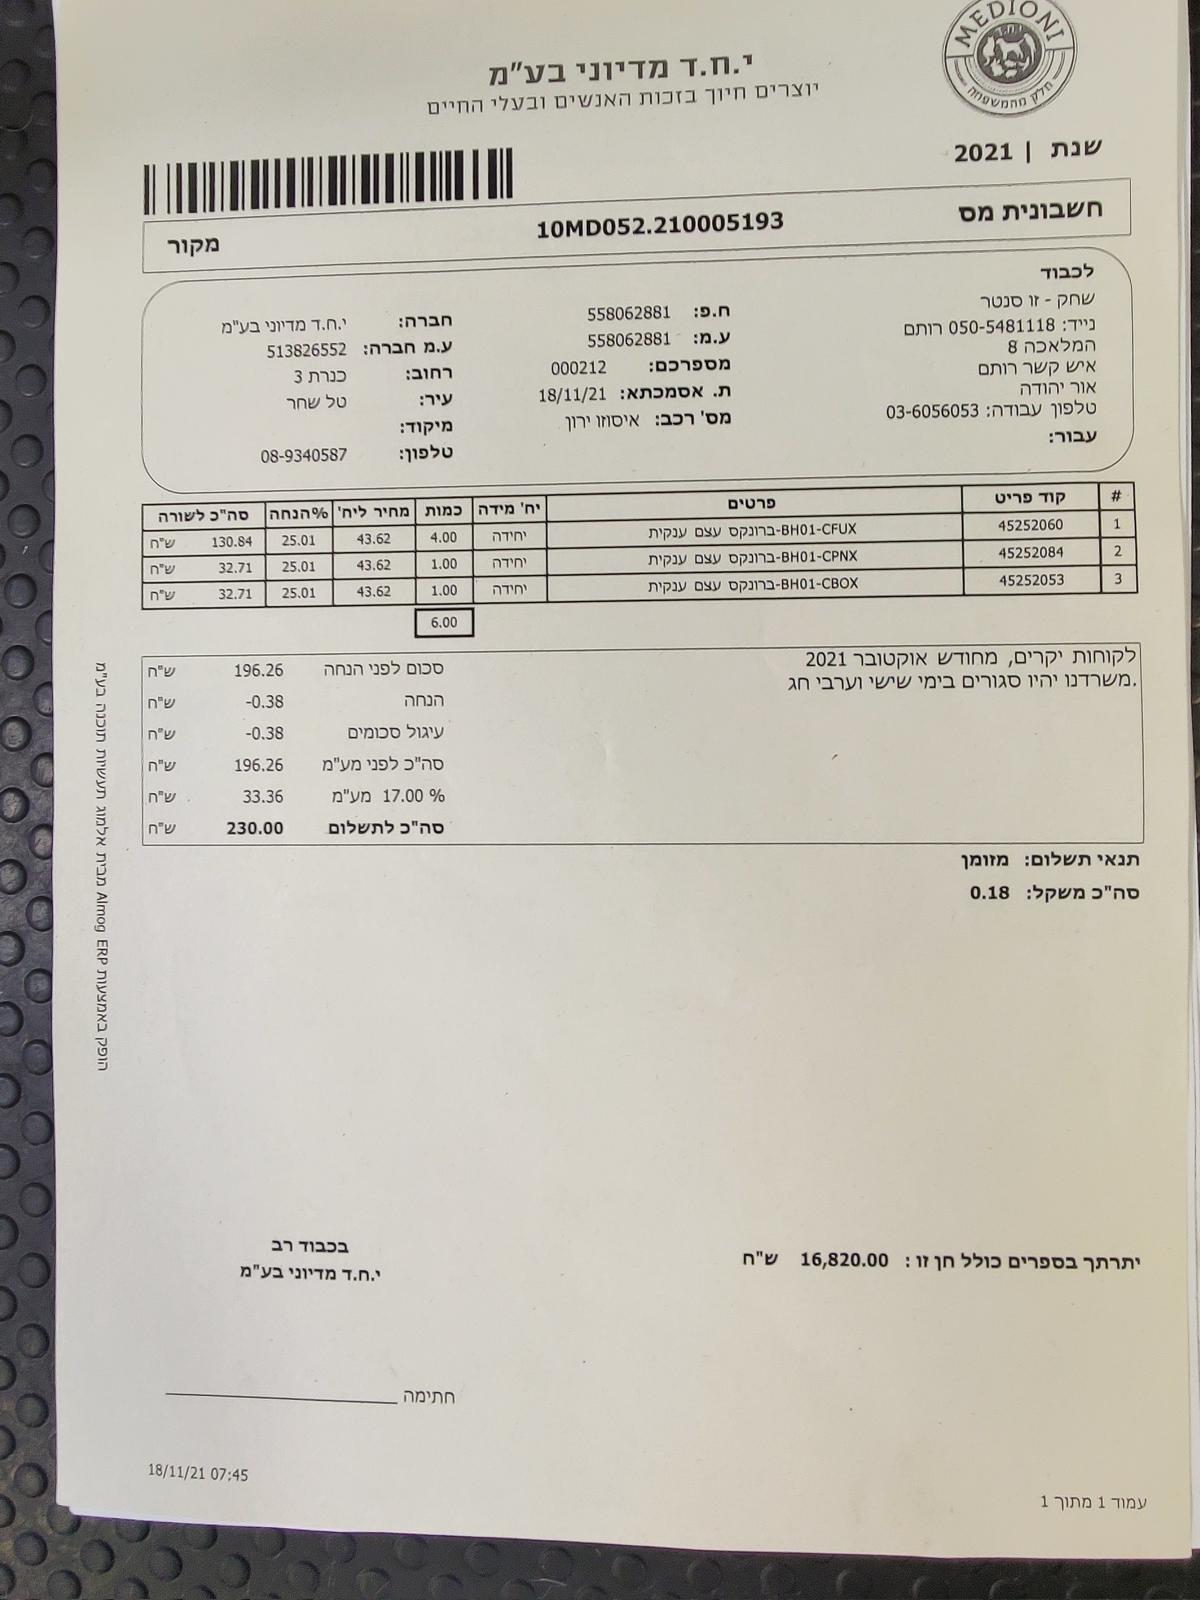 MEDIONI
חלק מהמשפחה
י.ח.ד מדיוני בע"מ
יוצרים חיוך בזכות האנשים ובעלי החיים
שנת | 2021
חשבונית מס 10MD052.210005193 מקור
לכבוד
שחק - זו סנטר
נייד: 050-5481118 רותם
המלאכה 8
איש קשר רותם
אור יהודה
טלפון עבודה: 03-6056053
עבור:
ח.פ: 558062881
ע.מ: 558062881
מספרכם: 000212
ת. אסמכתא: 18/11/21
מס' רכב: איסוזו ירון
חברה: י.ח.ד מדיוני בע"מ
ע.מ חברה: 513826552
רחוב: כנרת 3
עיר: טל שחר
מיקוד:
טלפון: 08-9340587
# קוד פריט פרטים יח' מידה כמות מחיר ליח' %הנחה סה"כ לשורה
1 45252060 BH01-CFUX-ברונקס עצם ענקית יחידה 4.00 43.62 25.01 130.84 ש"ח
2 45252084 BH01-CPNX-ברונקס עצם ענקית יחידה 1.00 43.62 25.01 32.71 ש"ח
3 45252053 BH01-CBOX-ברונקס עצם ענקית יחידה 1.00 43.62 25.01 32.71 ש"ח
6.00
לקוחות יקרים, מחודש אוקטובר 2021
משרדנו יהיו סגורים בימי שישי וערבי חג.
סכום לפני הנחה 196.26 ש"ח
הנחה -0.38 ש"ח
עיגול סכומים -0.38 ש"ח
סה"כ לפני מע"מ 196.26 ש"ח
% 17.00 מע"מ 33.36 ש"ח
סה"כ לתשלום 230.00 ש"ח
תנאי תשלום: מזומן
סה"כ משקל: 0.18
הופק באמצעות Almog ERP מבית אלמוג תעשיות תוכנה בע"מ
יתרתך בספרים כולל חן זו : 16,820.00 ש"ח
בכבוד רב
י.ח.ד מדיוני בע"מ
חתימה
18/11/21 07:45
עמוד 1 מתוך 1